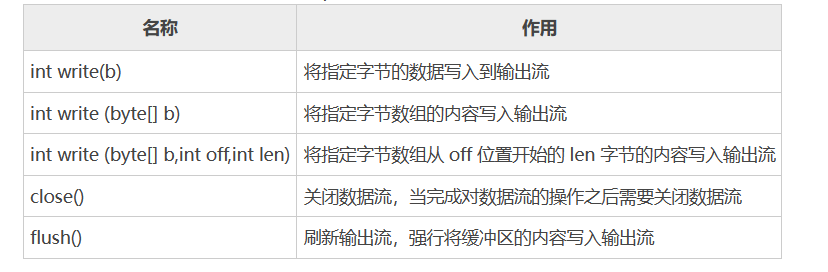 名称 作用
int write(b) 将指定字节的数据写入到输出流
int write (byte[] b) 将指定字节数组的内容写入输出流
int write (byte[] b,int off,int len) 将指定字节数组从 off 位置开始的 len 字节的内容写入输出流
close() 关闭数据流，当完成对数据流的操作之后需要关闭数据流
flush() 刷新输出流，强行将缓冲区的内容写入输出流